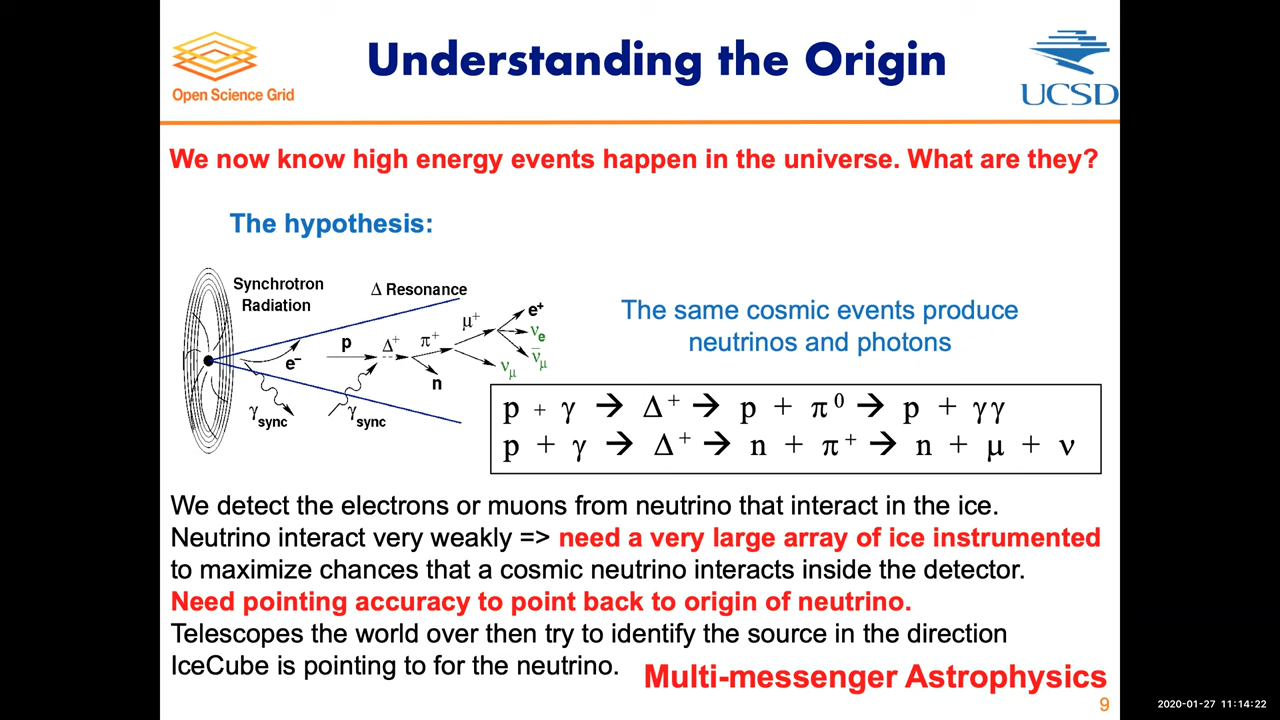 Understanding the Origin
Open Science Grid
UCSD
We now know high energy events happen in the universe. What are they?
The hypothesis:
Synchrotron
Radiation
Δ Resonance
e⁻
p
Δ⁺
π⁺
n
μ⁺
ν_μ
e⁺
ν_e
ν̄_μ
γ_sync
γ_sync
The same cosmic events produce
neutrinos and photons
p + γ → Δ⁺ → p + π⁰ → p + γγ
p + γ → Δ⁺ → n + π⁺ → n + μ + ν
We detect the electrons or muons from neutrino that interact in the ice.
Neutrino interact very weakly => need a very large array of ice instrumented
to maximize chances that a cosmic neutrino interacts inside the detector.
Need pointing accuracy to point back to origin of neutrino.
Telescopes the world over then try to identify the source in the direction
IceCube is pointing to for the neutrino.
Multi-messenger Astrophysics
9
2020-01-27 11:14:22